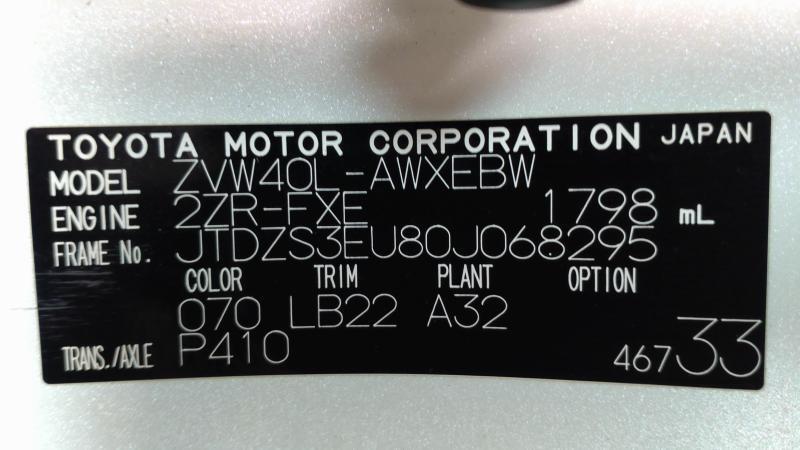 TOYOTA MOTOR CORPORATION JAPAN
MODEL ZVW40L-AWXEBW
ENGINE 2ZR-FXE 1798 mL
FRAME No. JTDZS3EU80J068295
COLOR TRIM PLANT OPTION
070 LB22 A32
TRANS./AXLE P410 46733